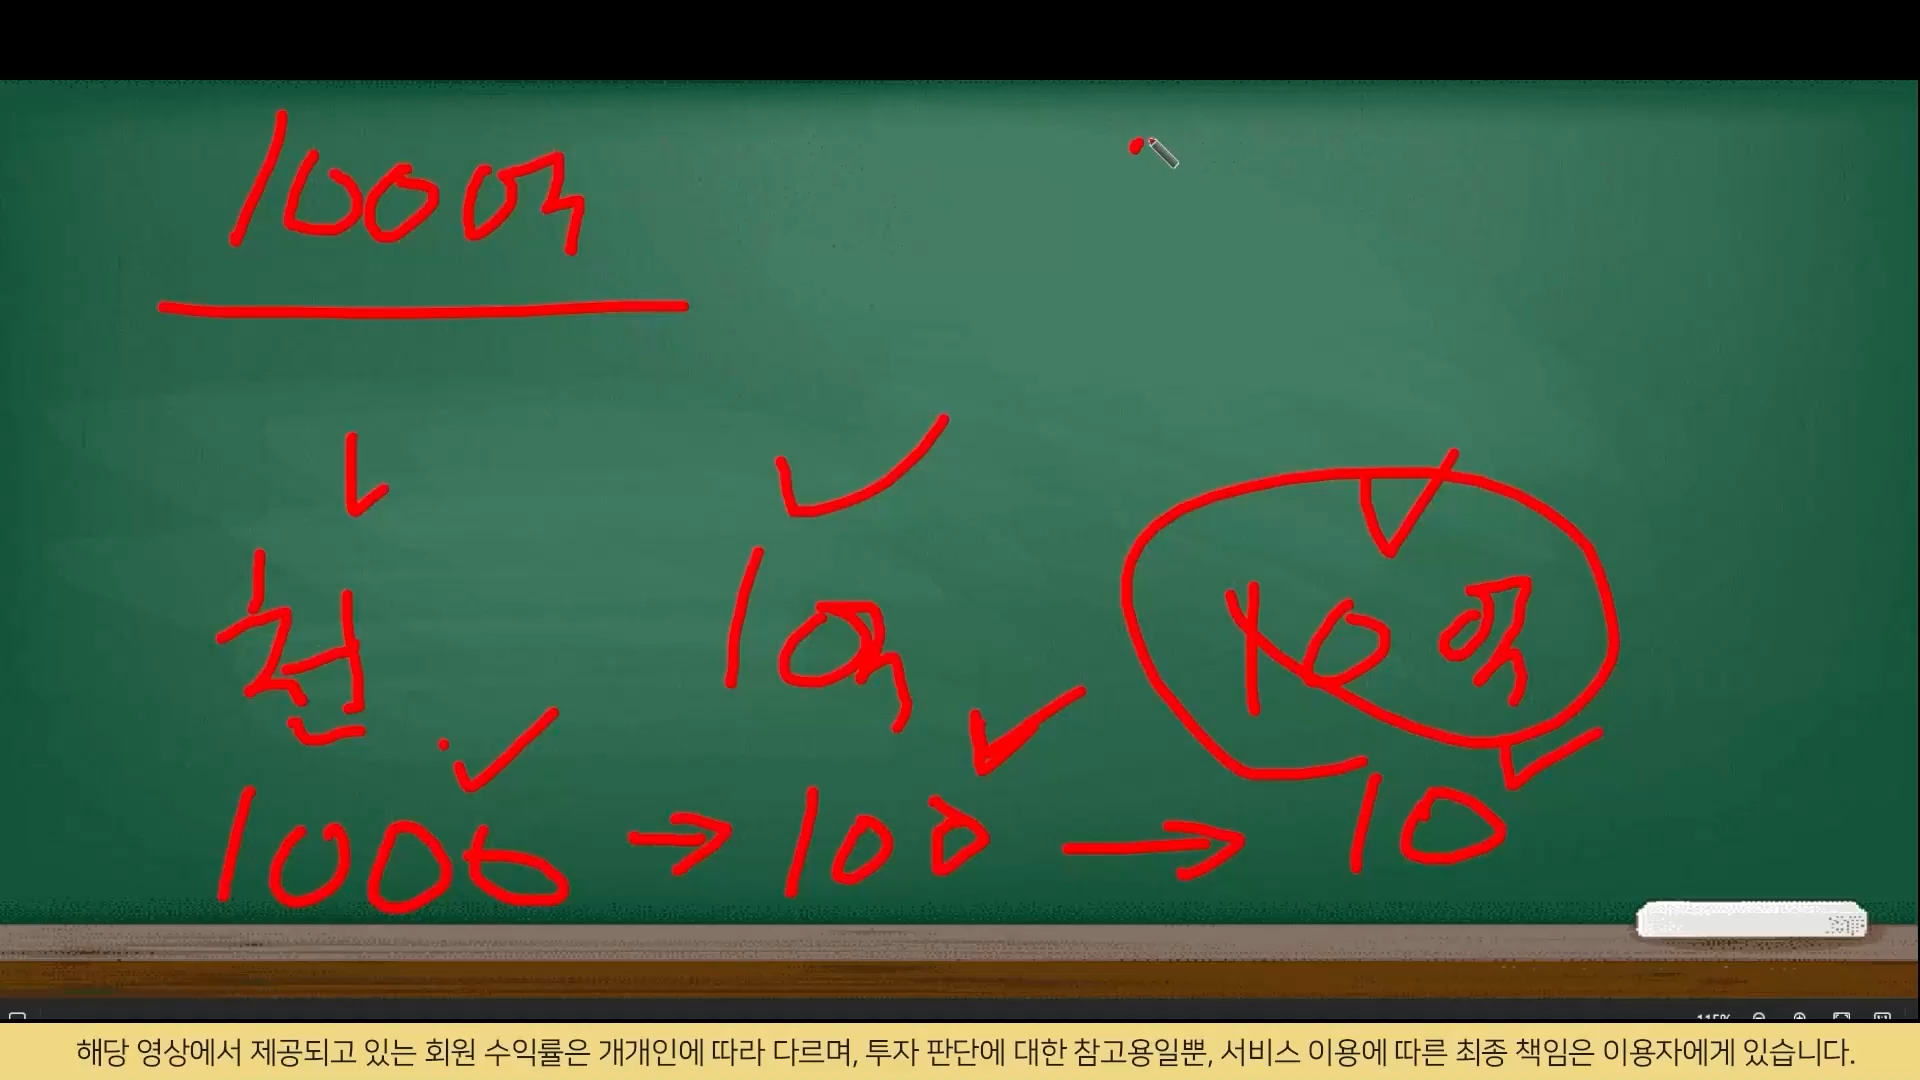 100억
천 1억 10억
1000 → 100 → 10
115%
해당 영상에서 제공되고 있는 회원 수익률은 개개인에 따라 다르며, 투자 판단에 대한 참고용일뿐, 서비스 이용에 따른 최종 책임은 이용자에게 있습니다.